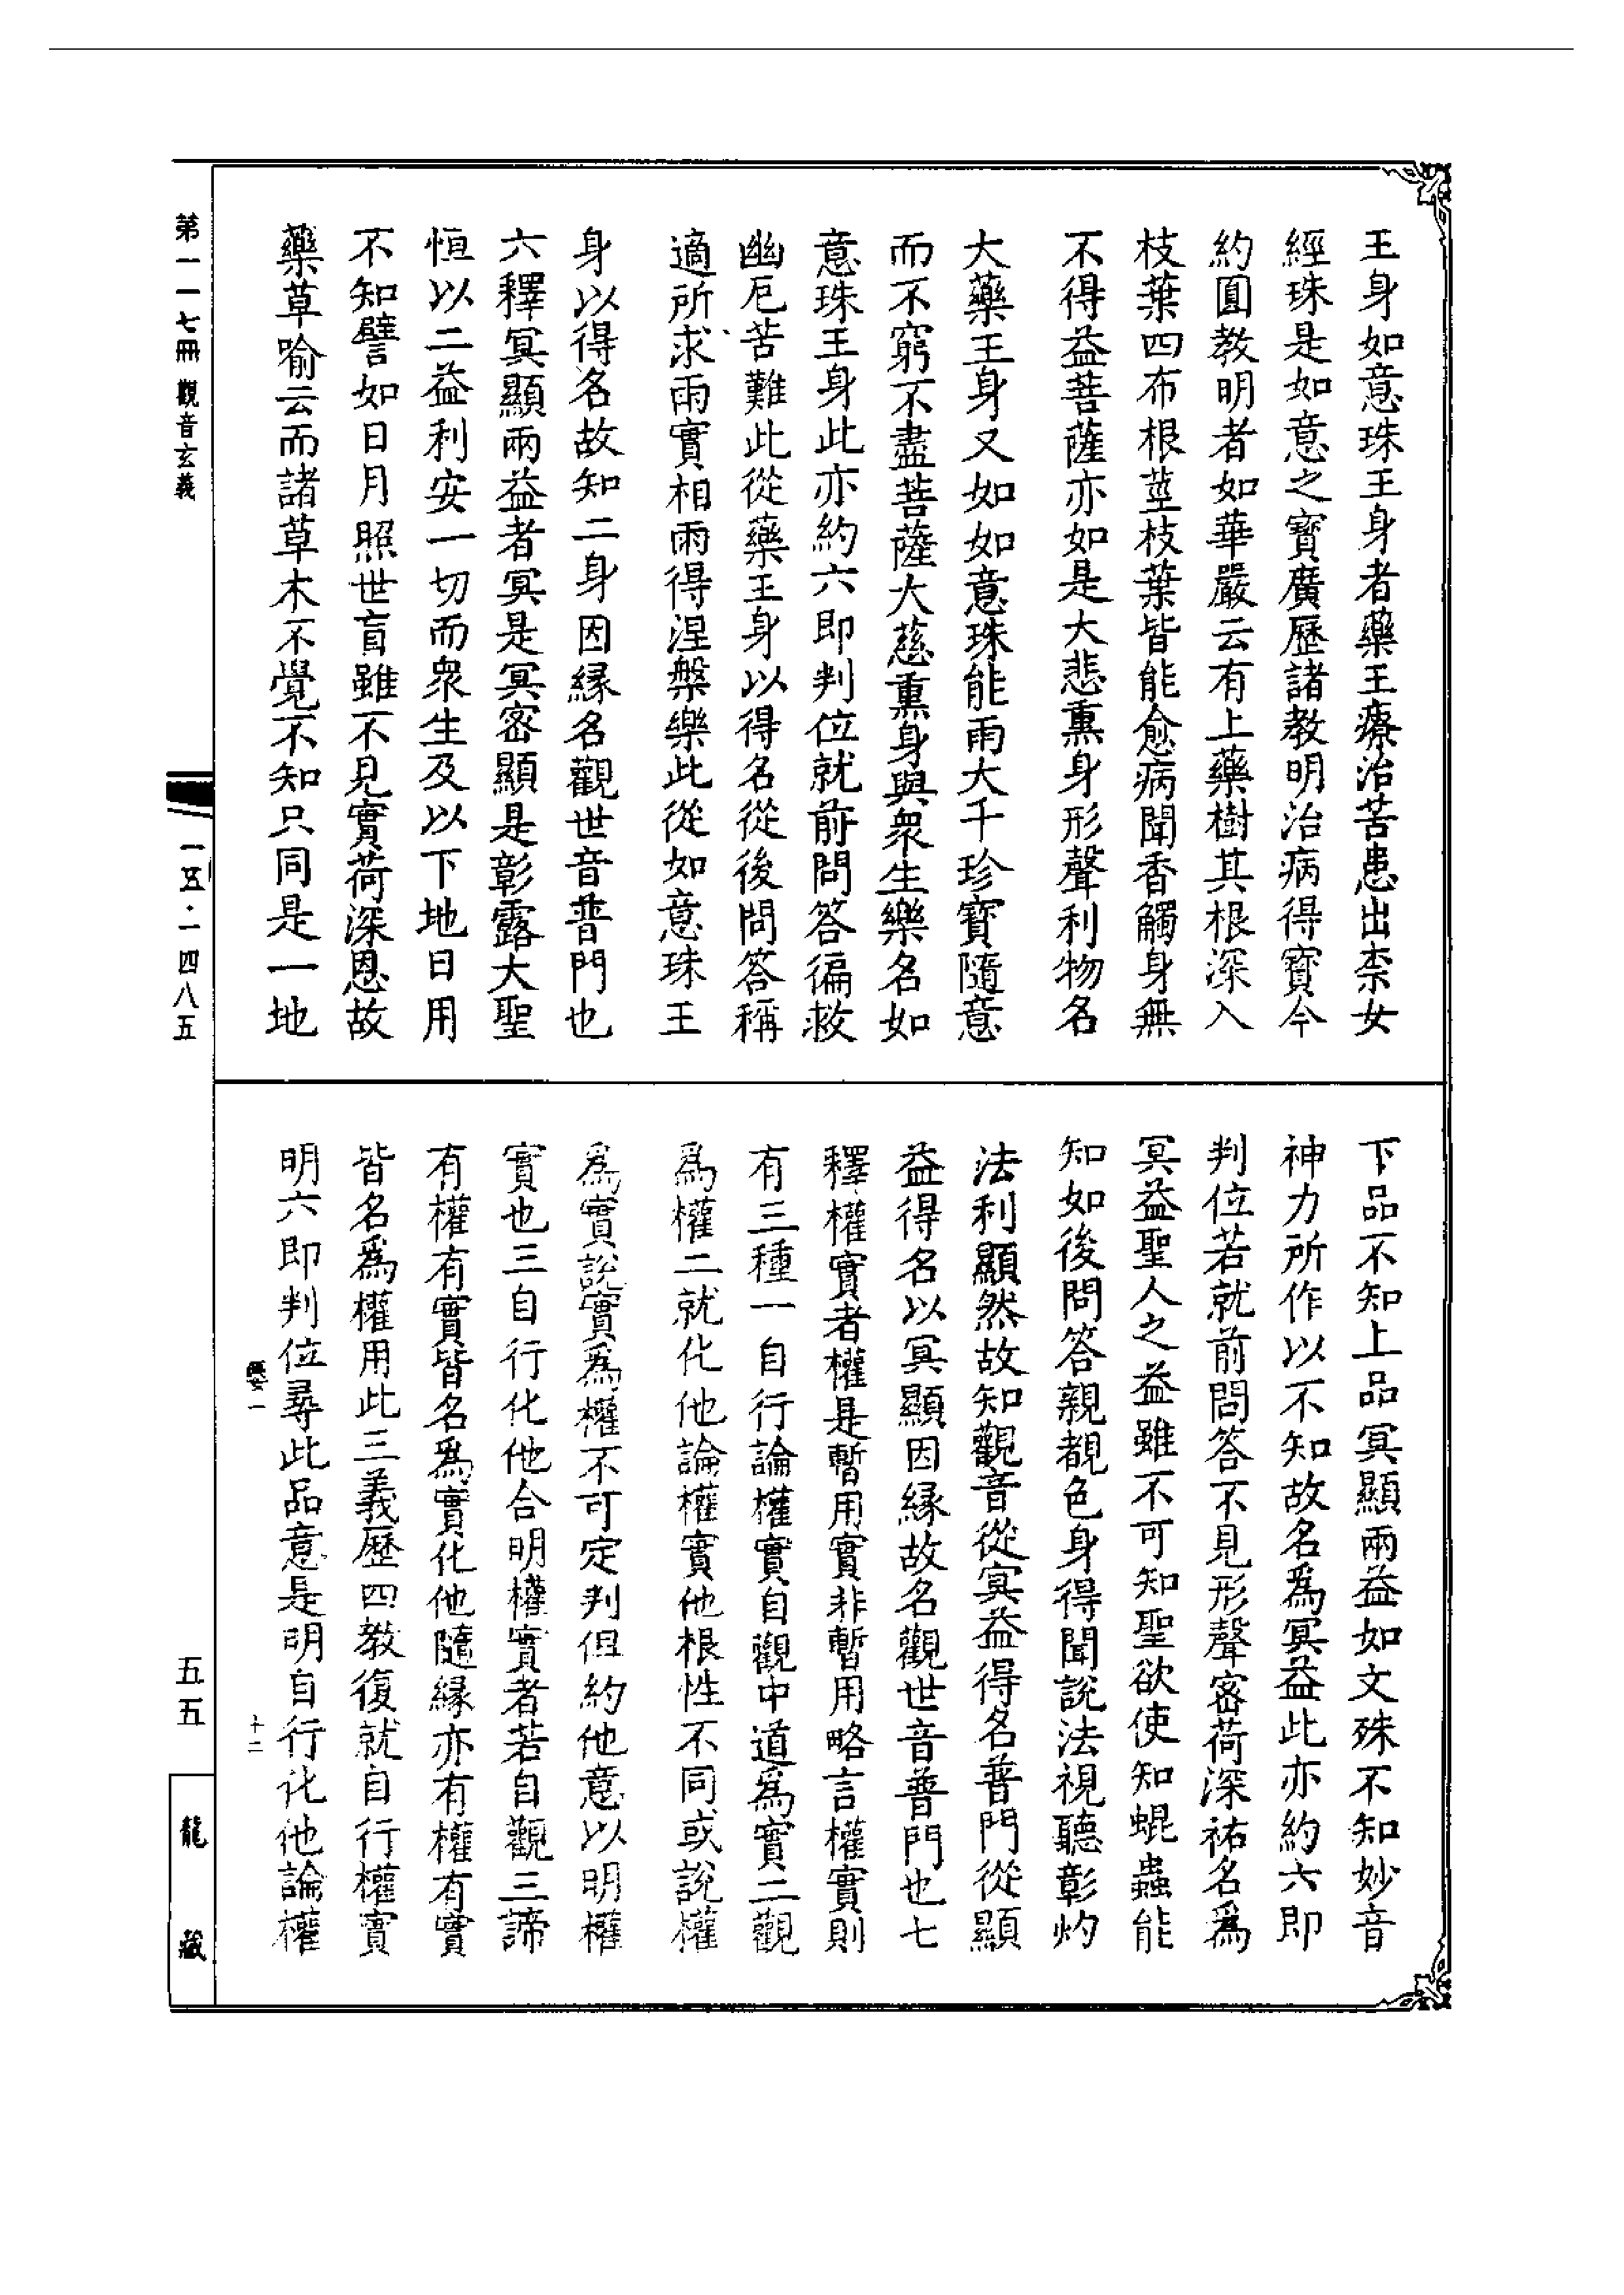 王身如意珠王身者藥王療治苦患出柰女
經珠是如意之寶廣歷諸教明治病得寶今
約圓教明者如華嚴云有上藥樹其根深入
枝葉四布根莖枝葉皆能愈病聞香觸身無
不得益菩薩亦如是大悲熏身形聲利物名
大藥王身又如如意珠能雨大千珍寶隨意
而不窮不盡菩薩大慈熏身與衆生樂名如
意珠王身此亦約六即判位就前問答徧救
幽厄苦難此從藥王身以得名從後問答稱
適所求雨實相雨得涅槃樂此從如意珠王
身以得名故知二身因緣名觀世音普門也
六釋冥顯兩益者冥是冥密顯是彰露大聖
恒以二益利安一切而衆生及以下地日用
不知譬如日月照世盲雖不見實荷深恩故
藥草喻云而諸草木不覺不知只同是一地
下品不知上品冥顯兩益如文殊不知妙音
神力所作以不知故名爲冥益此亦約六即
判位若就前問答不見形聲密荷深祐名爲
冥益聖人之益雖不可知聖欲使知蜫蟲能
知如後問答親覩色身得聞說法視聽彰灼
法利顯然故知觀音從冥益得名普門從顯
益得名以冥顯因緣故名觀世音普門也七
釋權實者權是暫用實非暫用略言權實則
有三種一自行論權實自觀中道爲實二觀
爲權二就化他論權實他根性不同或說權
爲實說實爲權不可定判但約他意以明權
實也三自行化他合明權實者若自觀三諦
有權有實皆名爲實化他隨緣亦有權有實
皆名爲權用此三義歷四教復就自行權實
明六即判位尋此品意是明自行化他論權
十二
第一一七冊 觀音玄義
一五·一四八五
五五
龍藏